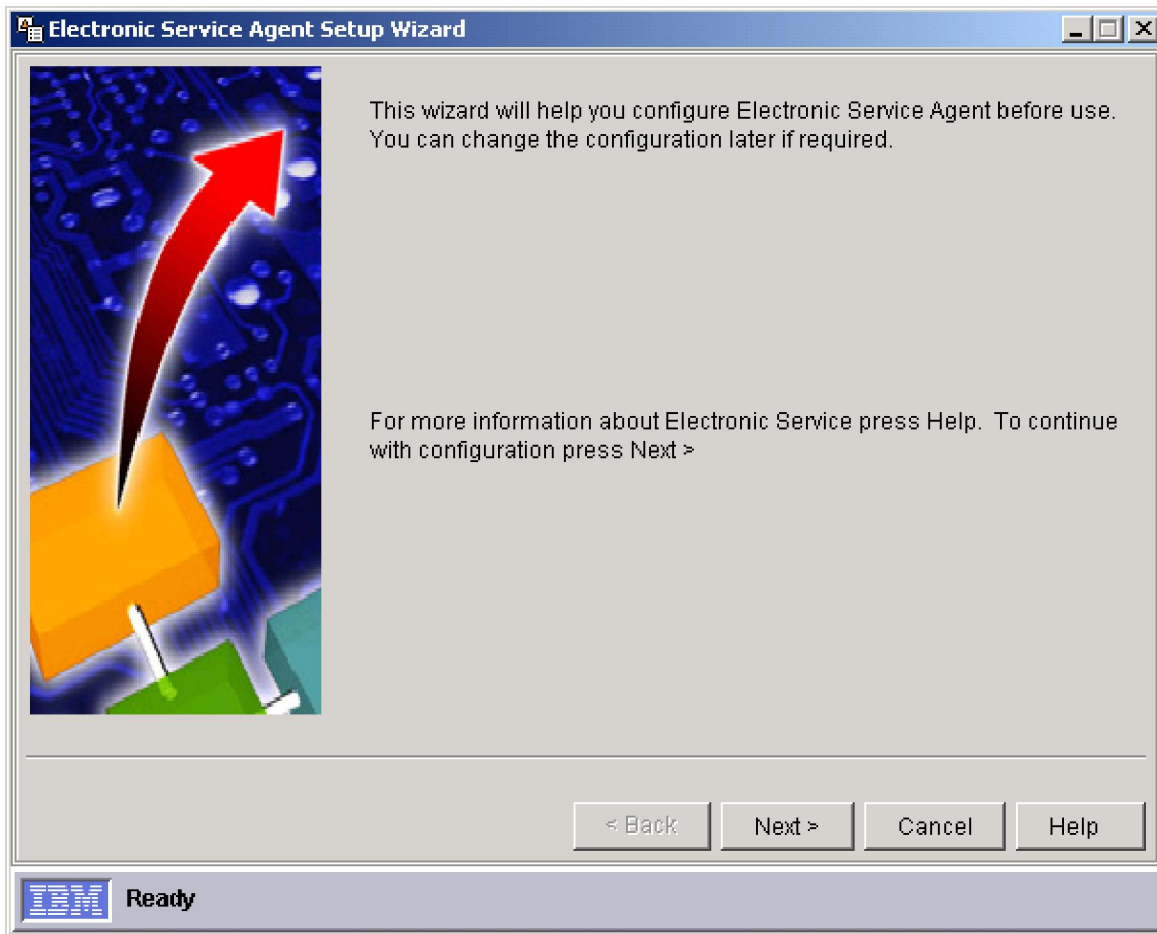 Electronic Service Agent Setup Wizard
This wizard will help you configure Electronic Service Agent before use.
You can change the configuration later if required.
For more information about Electronic Service press Help.  To continue
with configuration press Next >
< Back
Next >
Cancel
Help
IBM
Ready